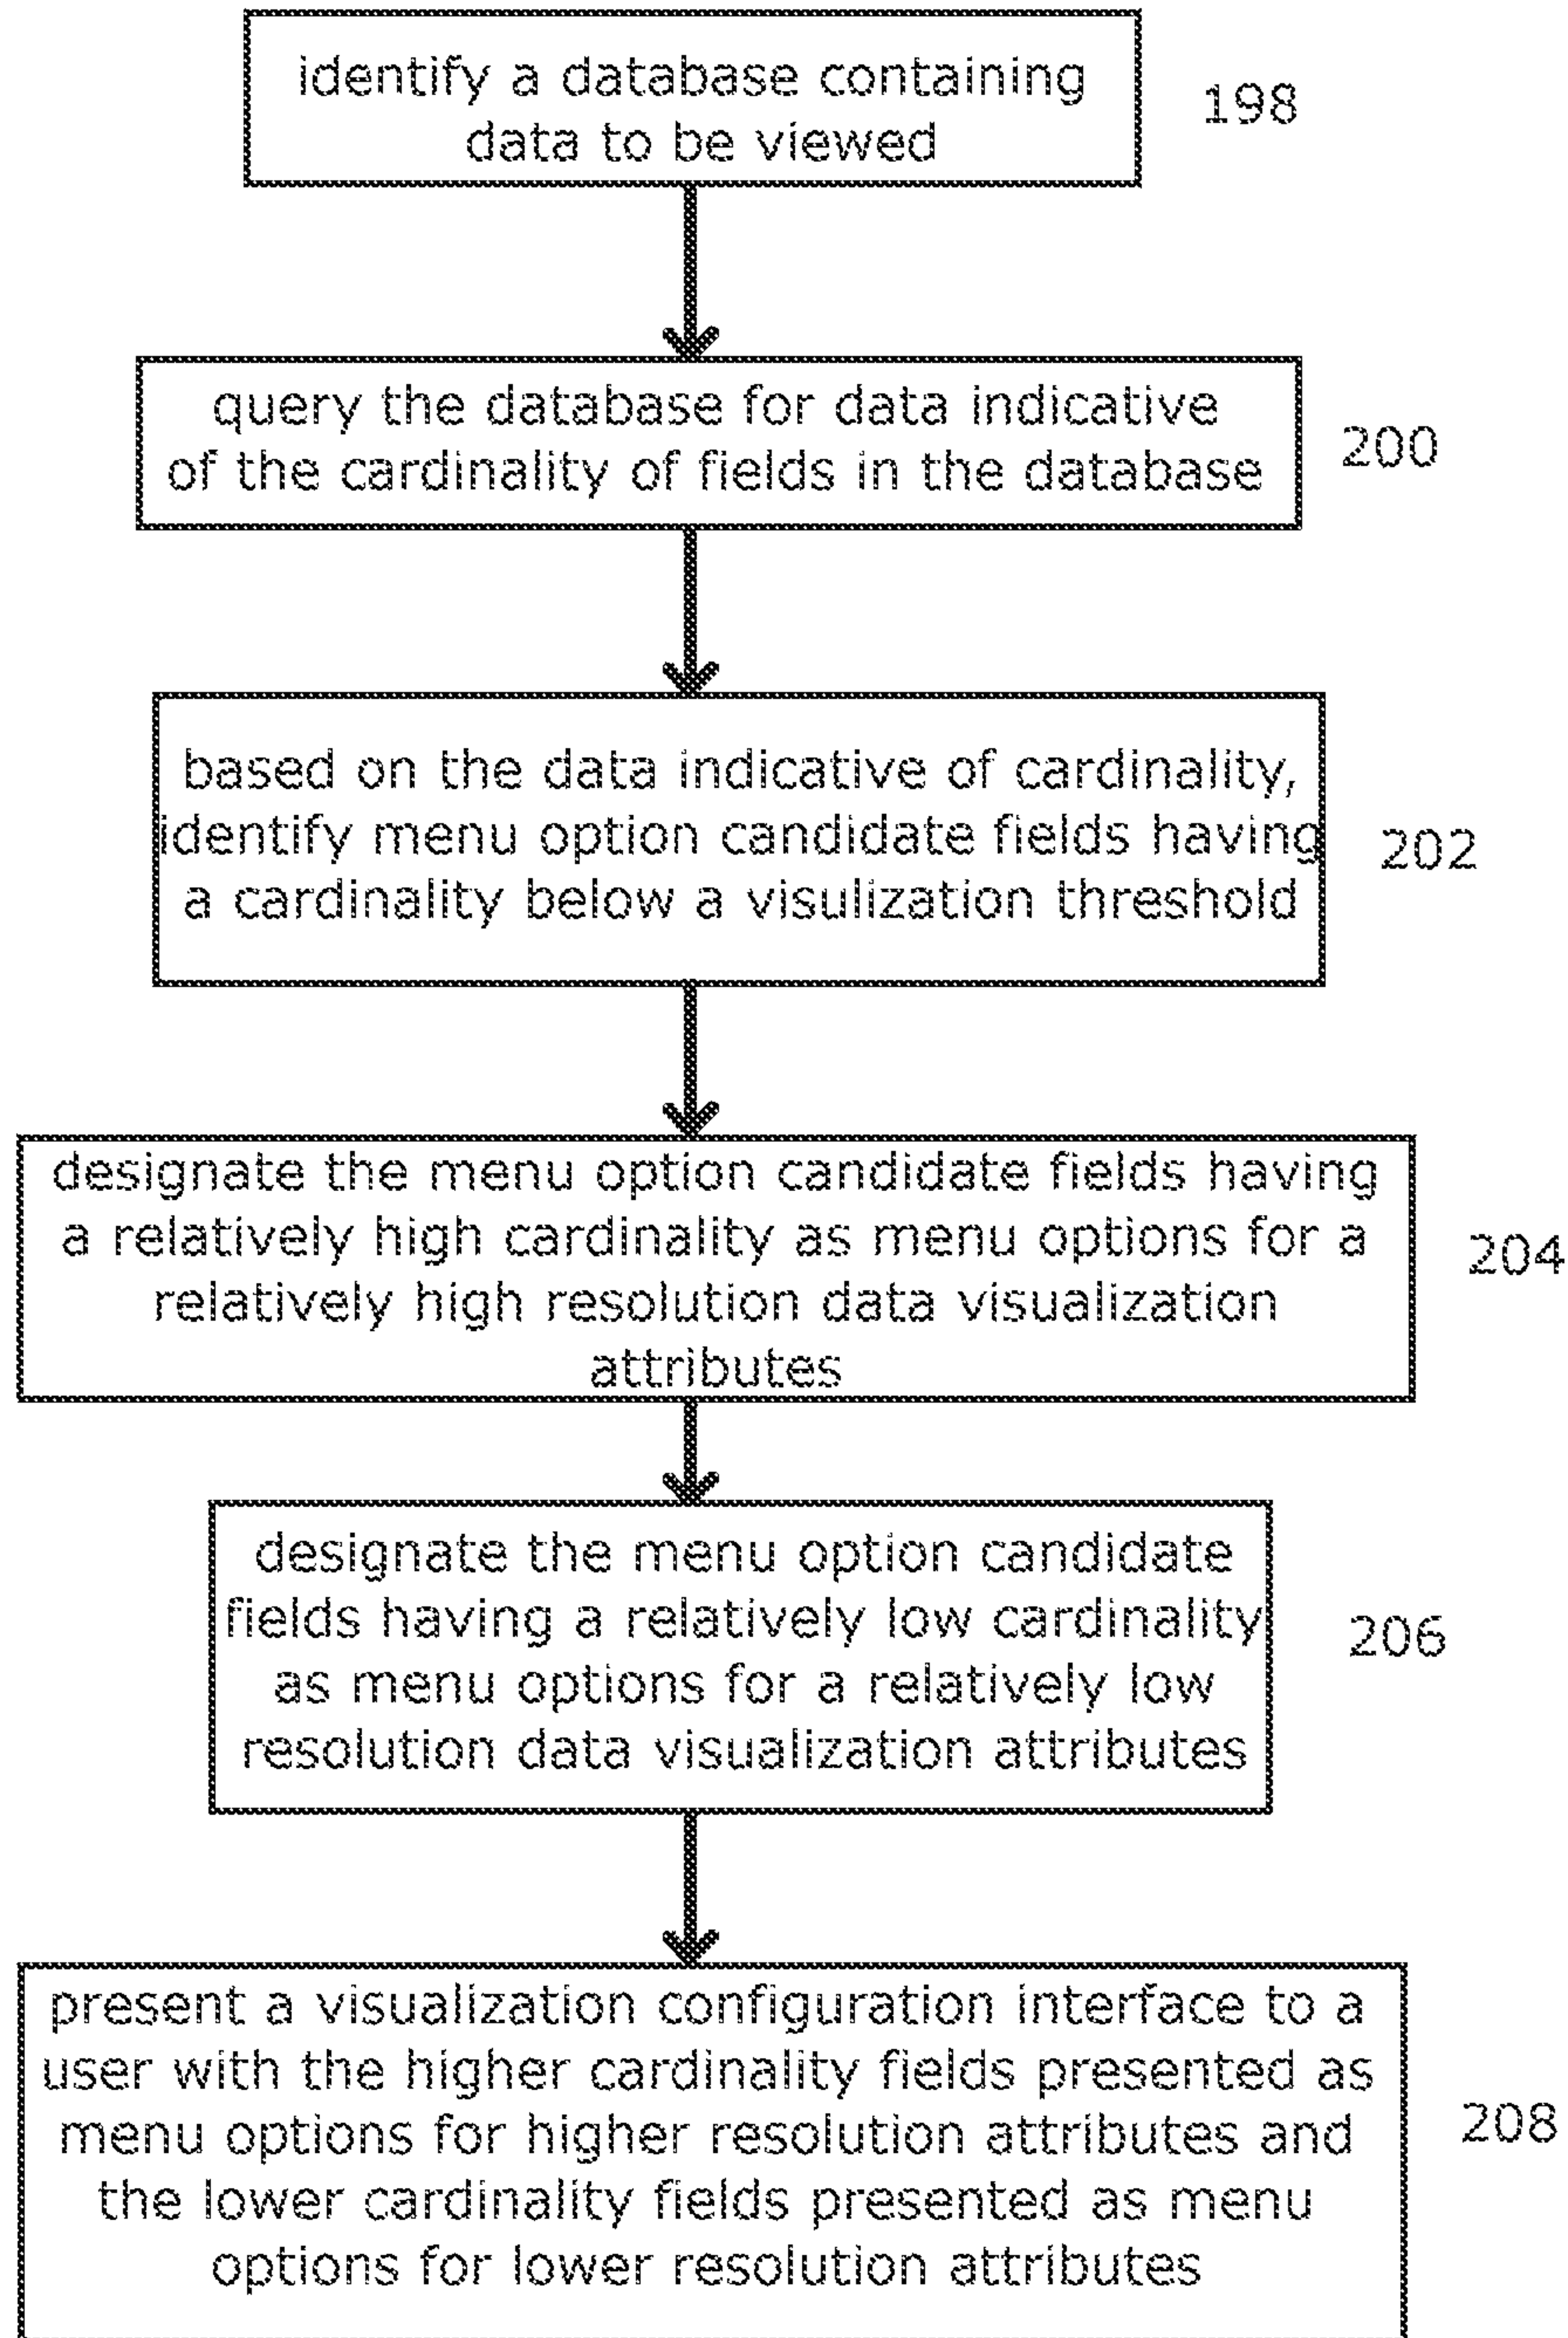 identify a database containing
data to be viewed
198
query the database for data indicative
of the cardinality of fields in the database
200
based on the data indicative of cardinality,
identify menu option candidate fields having
a cardinality below a visulization threshold
202
designate the menu option candidate fields having
a relatively high cardinality as menu options for a
relatively high resolution data visualization
attributes
204
designate the menu option candidate
fields having a relatively low cardinality
as menu options for a relatively low
resolution data visualization attributes
206
present a visualization configuration interface to a
user with the higher cardinality fields presented as
menu options for higher resolution attributes and
the lower cardinality fields presented as menu
options for lower resolution attributes
208